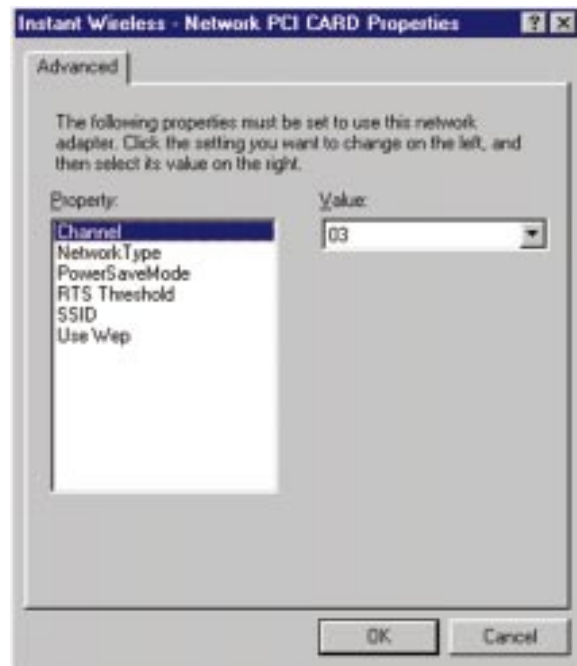 Instant Wireless - Network PCI CARD Properties
Advanced
The following properties must be set to use this network
adapter. Click the setting you want to change on the left, and
then select its value on the right.
Property:
Value:
Channel
03
NetworkType
PowerSaveMode
RTS Threshold
SSID
Use Wep
OK
Cancel